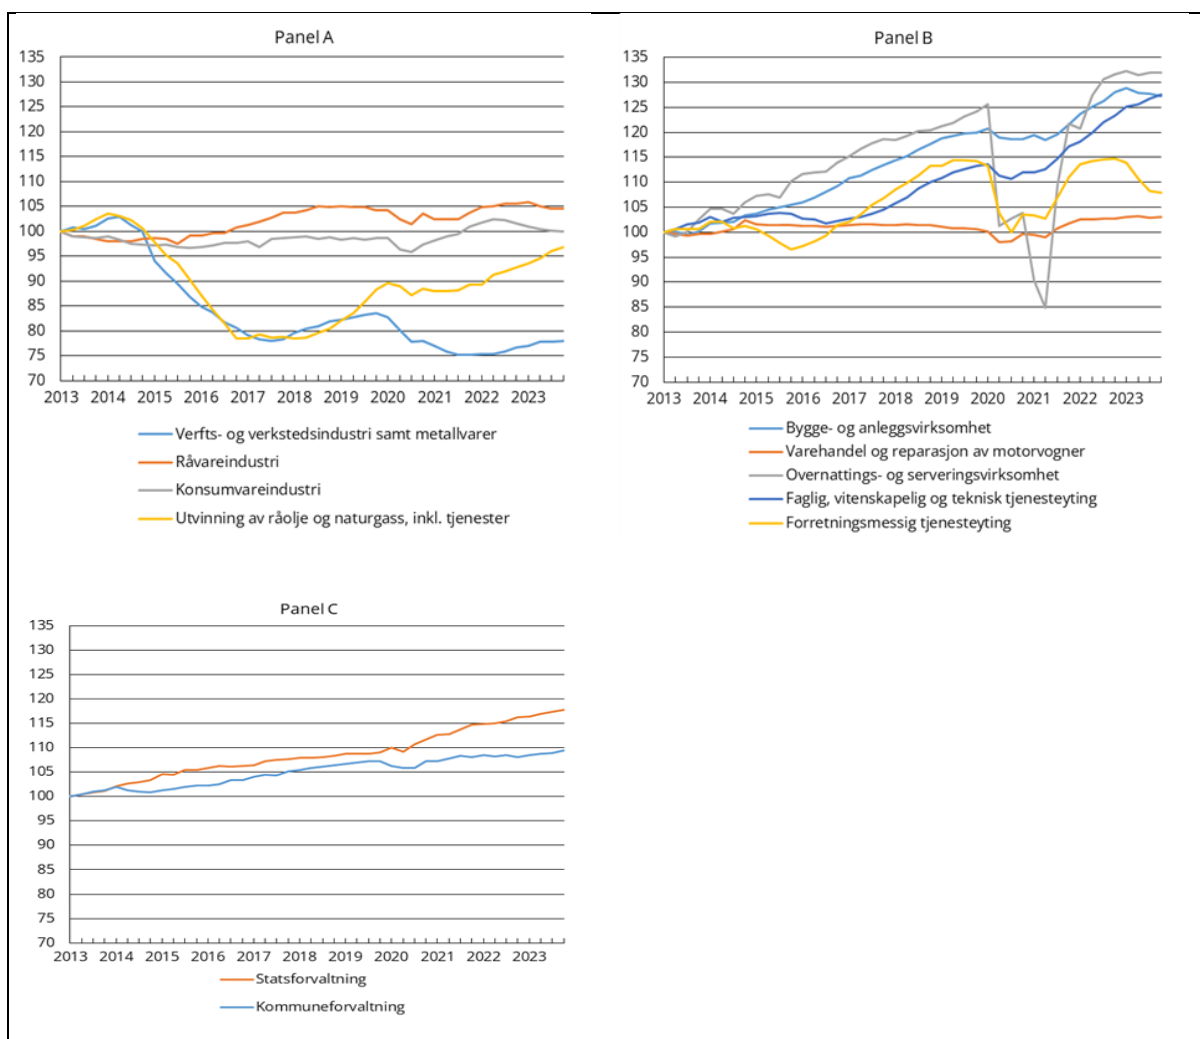 Panel A
135
130
125
120
115
110
105
100
95
90
85
80
75
70
2013 2014 2015 2016 2017 2018 2019 2020 2021 2022 2023
Verfts- og verkstedsindustri samt metallvarer
Råvareindustri
Konsumvareindustri
Utvinning av råolje og naturgass, inkl. tjenester
Panel B
135
130
125
120
115
110
105
100
95
90
85
80
75
70
2013 2014 2015 2016 2017 2018 2019 2020 2021 2022 2023
Bygge- og anleggsvirksomhet
Varehandel og reparasjon av motorvogner
Overnattings- og serveringsvirksomhet
Faglig, vitenskapelig og teknisk tjenesteyting
Forretningsmessig tjenesteyting
Panel C
135
130
125
120
115
110
105
100
95
90
85
80
75
70
2013 2014 2015 2016 2017 2018 2019 2020 2021 2022 2023
Statsforvaltning
Kommuneforvaltning